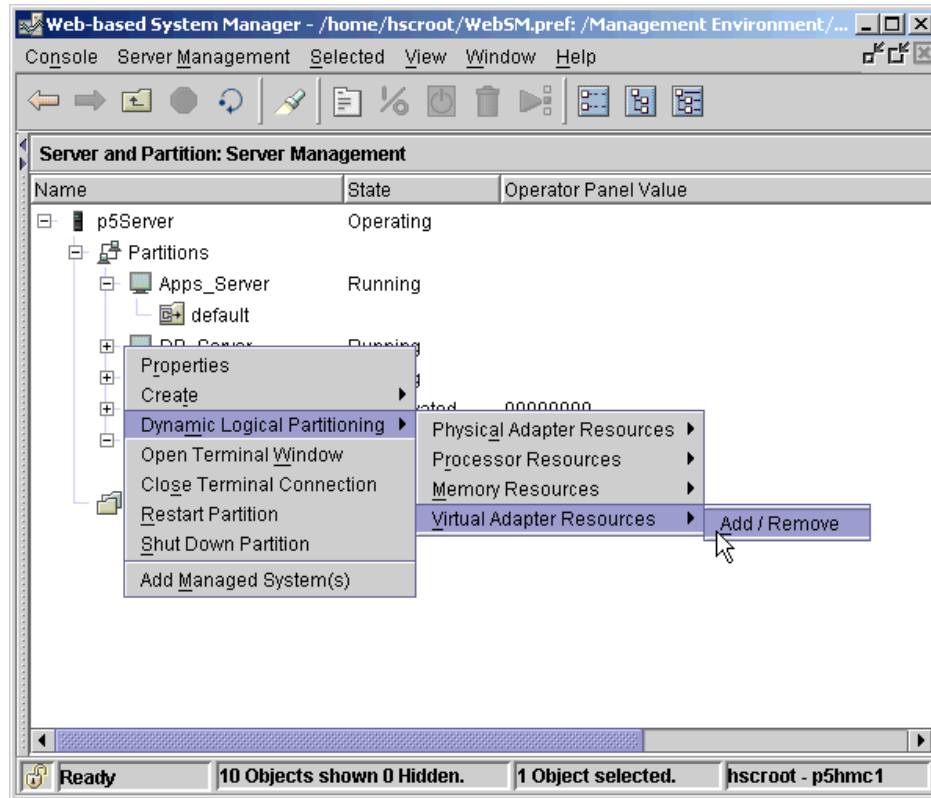 Web-based System Manager - /home/hscroot/WebSM.pref: /Management Environment/...
Console Server Management Selected View Window Help
Server and Partition: Server Management
Name State Operator Panel Value
p5Server Operating
Partitions
Apps_Server Running
default
DB_Server Running
00000000
Properties
Create
Dynamic Logical Partitioning
Open Terminal Window
Close Terminal Connection
Restart Partition
Shut Down Partition
Add Managed System(s)
Physical Adapter Resources
Processor Resources
Memory Resources
Virtual Adapter Resources
Add / Remove
Ready 10 Objects shown 0 Hidden. 1 Object selected. hscroot - p5hmc1